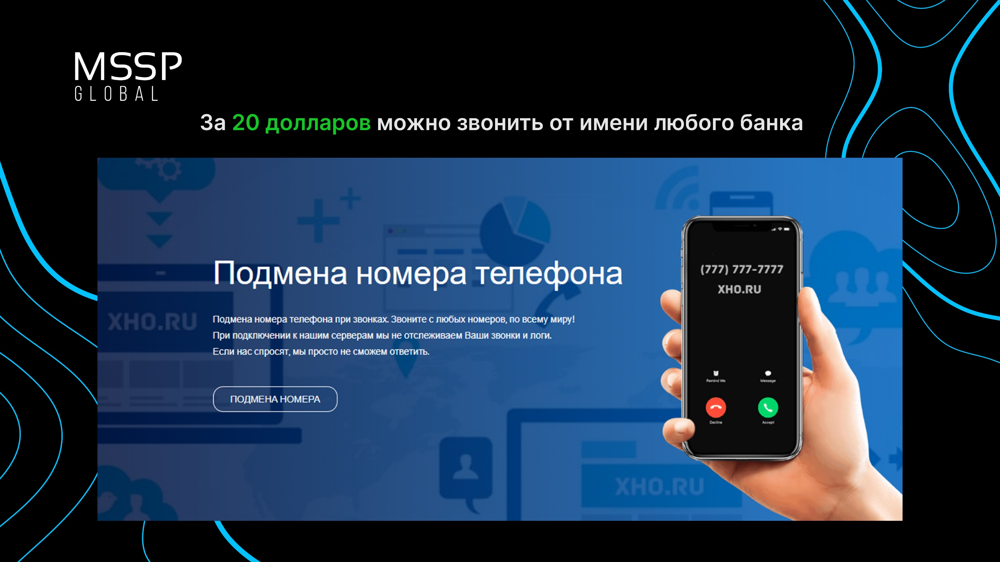 MSSP
GLOBAL
За 20 долларов можно звонить от имени любого банка
Подмена номера телефона
Подмена номера телефона при звонках. Звоните с любых номеров, по всему миру!
При подключении к нашим серверам мы не отслеживаем Ваши звонки и логи.
Если нас спросят, мы просто не сможем ответить.
ПОДМЕНА НОМЕРА
XHO.RU
(777) 777-7777
XHO.RU
Remind Me
Message
Decline
Accept
XHO.RU